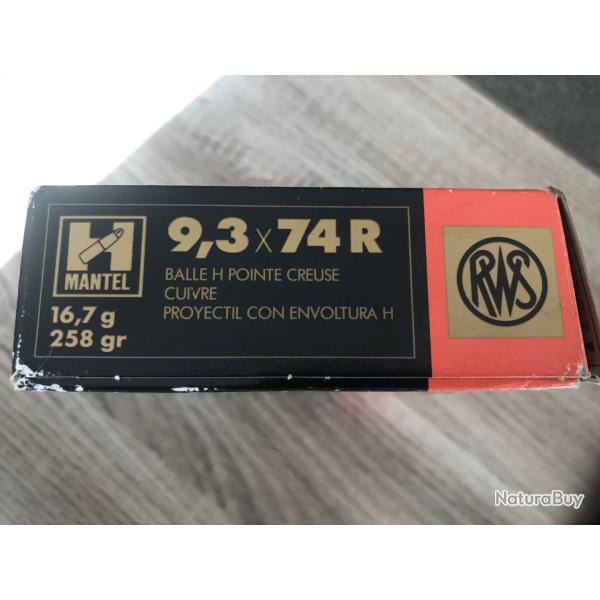 H
MANTEL
16,7 g
258 gr
9,3 x 74 R
BALLE H POINTE CREUSE
CUIVRE
PROYECTIL CON ENVOLTURA H
RWS
NaturaBuy